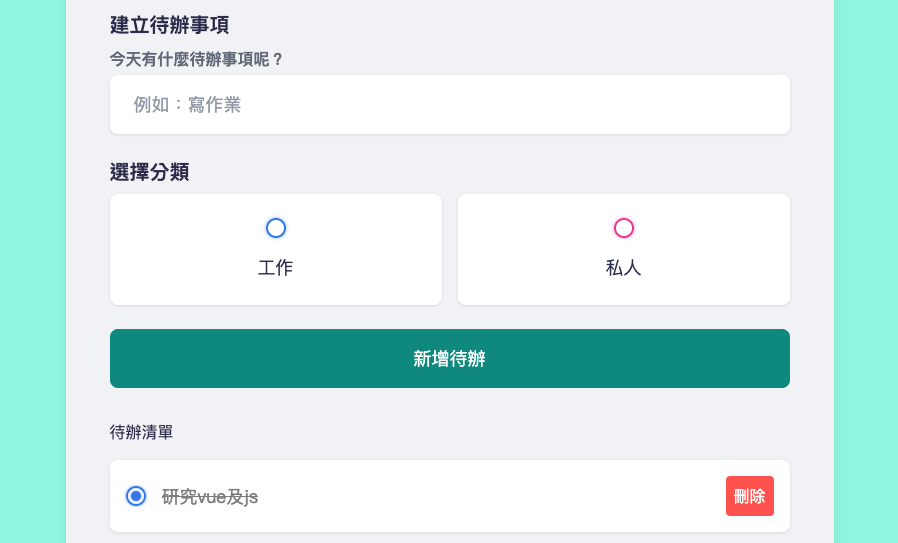 建立待辦事項
今天有什麼待辦事項呢？
例如：寫作業
選擇分類
工作
私人
新增待辦
待辦清單
研究vue及js
刪除